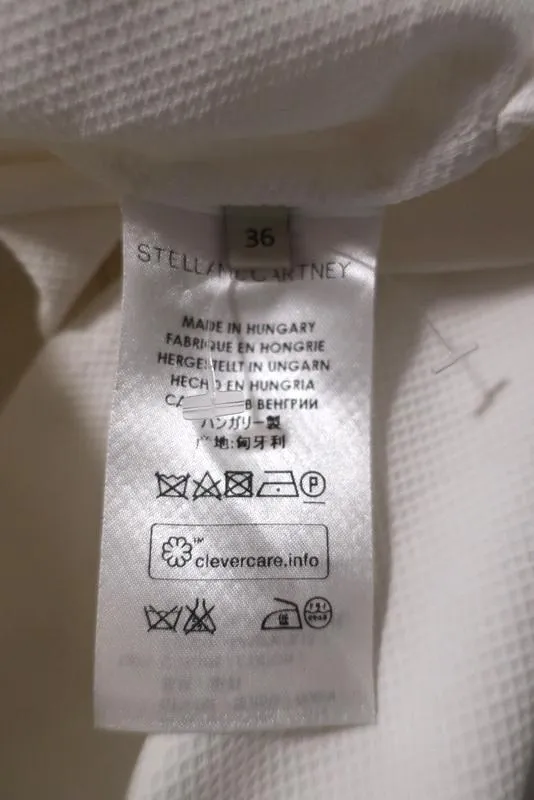 36
STELLA McCARTNEY
MADE IN HUNGARY
FABRIQUE EN HONGRIE
HERGESTELLT IN UNGARN
HECHO EN HUNGRIA
В ВЕНГРИИ
ハンガリー製
产地:匈牙利
P
clevercare.info
TM